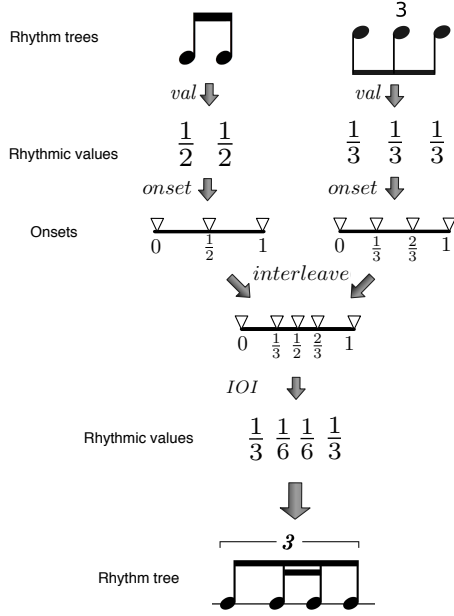 3
Rhythm trees
val val
Rhythmic values 1/2 1/2 1/3 1/3 1/3
onset onset
Onsets
0 1/2 1 0 1/3 2/3 1
interleave
0 1/3 1/2 2/3 1
IOI
Rhythmic values 1/3 1/6 1/6 1/3
3
Rhythm tree